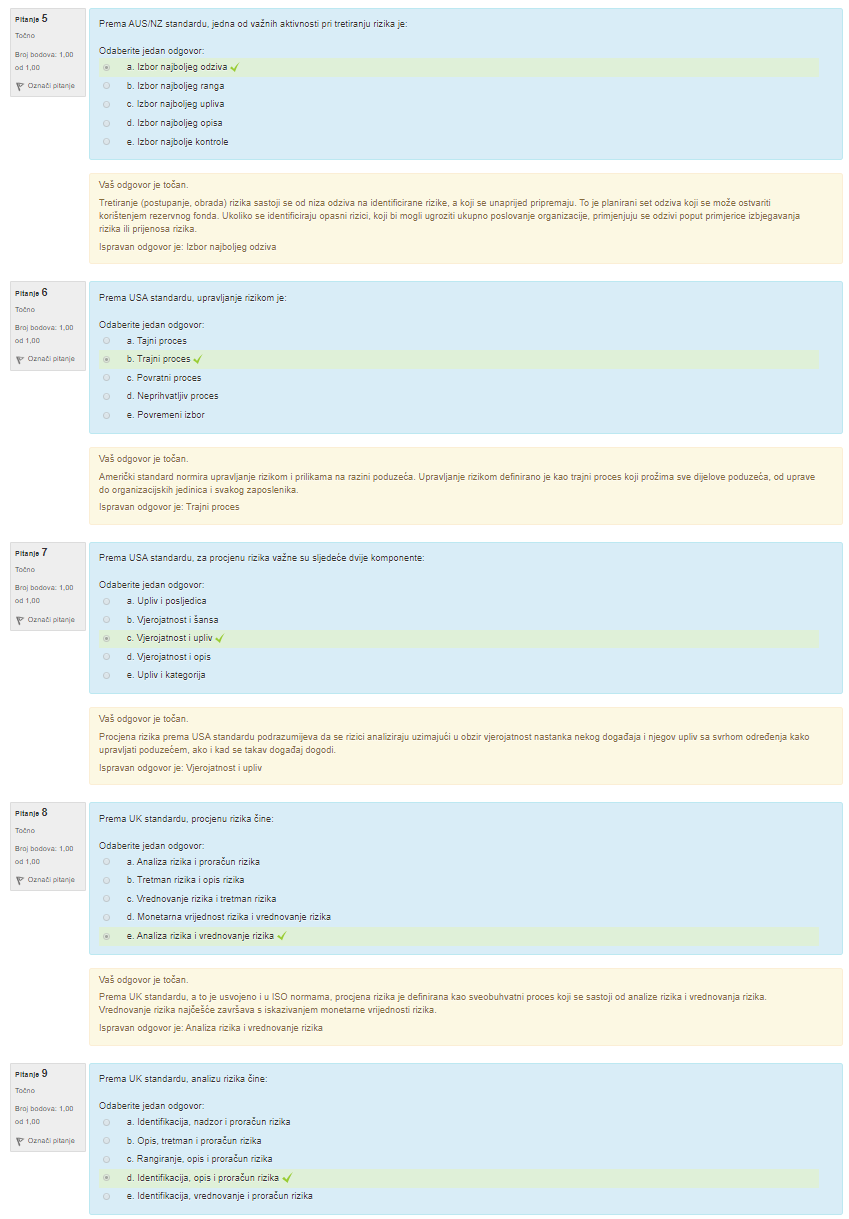 Pitanje 5
Točno
Broj bodova: 1,00
od 1,00
Označi pitanje
Prema AUS/NZ standardu, jedna od važnih aktivnosti pri tretiranju rizika je:
Odaberite jedan odgovor:
a. Izbor najboljeg odziva
b. Izbor najboljeg ranga
c. Izbor najboljeg upliva
d. Izbor najboljeg opisa
e. Izbor najbolje kontrole
Vaš odgovor je točan.
Tretiranje (postupanje, obrada) rizika sastoji se od niza odziva na identificirane rizike, a koji se unaprijed pripremaju. To je planirani set odziva koji se može ostvariti
korištenjem rezervnog fonda. Ukoliko se identificiraju opasni rizici, koji bi mogli ugroziti ukupno poslovanje organizacije, primjenjuju se odzivi poput primjerice izbjegavanja
rizika ili prijenosa rizika.
Ispravan odgovor je: Izbor najboljeg odziva
Pitanje 6
Točno
Broj bodova: 1,00
od 1,00
Označi pitanje
Prema USA standardu, upravljanje rizikom je:
Odaberite jedan odgovor:
a. Tajni proces
b. Trajni proces
c. Povratni proces
d. Neprihvatljiv proces
e. Povremeni izbor
Vaš odgovor je točan.
Američki standard normira upravljanje rizikom i prilikama na razini poduzeća. Upravljanje rizikom definirano je kao trajni proces koji prožima sve dijelove poduzeća, od uprave
do organizacijskih jedinica i svakog zaposlenika.
Ispravan odgovor je: Trajni proces
Pitanje 7
Točno
Broj bodova: 1,00
od 1,00
Označi pitanje
Prema USA standardu, za procjenu rizika važne su sljedeće dvije komponente:
Odaberite jedan odgovor:
a. Upliv i posljedica
b. Vjerojatnost i šansa
c. Vjerojatnost i upliv
d. Vjerojatnost i opis
e. Upliv i kategorija
Vaš odgovor je točan.
Procjena rizika prema USA standardu podrazumijeva da se rizici analiziraju uzimajući u obzir vjerojatnost nastanka nekog događaja i njegov upliv sa svrhom određenja kako
upravljati poduzećem, ako i kad se takav događaj dogodi.
Ispravan odgovor je: Vjerojatnost i upliv
Pitanje 8
Točno
Broj bodova: 1,00
od 1,00
Označi pitanje
Prema UK standardu, procjenu rizika čine:
Odaberite jedan odgovor:
a. Analiza rizika i proračun rizika
b. Tretman rizika i opis rizika
c. Vrednovanje rizika i tretman rizika
d. Monetarna vrijednost rizika i vrednovanje rizika
e. Analiza rizika i vrednovanje rizika
Vaš odgovor je točan.
Prema UK standardu, a to je usvojeno i u ISO normama, procjena rizika je definirana kao sveobuhvatni proces koji se sastoji od analize rizika i vrednovanja rizika.
Vrednovanje rizika najčešće završava s iskazivanjem monetarne vrijednosti rizika.
Ispravan odgovor je: Analiza rizika i vrednovanje rizika
Pitanje 9
Točno
Broj bodova: 1,00
od 1,00
Označi pitanje
Prema UK standardu, analizu rizika čine:
Odaberite jedan odgovor:
a. Identifikacija, nadzor i proračun rizika
b. Opis, tretman i proračun rizika
c. Rangiranje, opis i proračun rizika
d. Identifikacija, opis i proračun rizika
e. Identifikacija, vrednovanje i proračun rizika